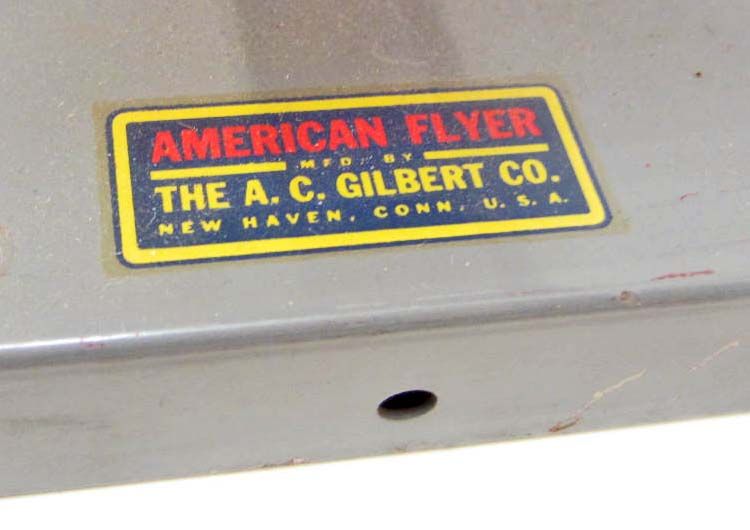 AMERICAN FLYER
MFD. BY
THE A. C. GILBERT CO.
NEW HAVEN, CONN, U. S. A.